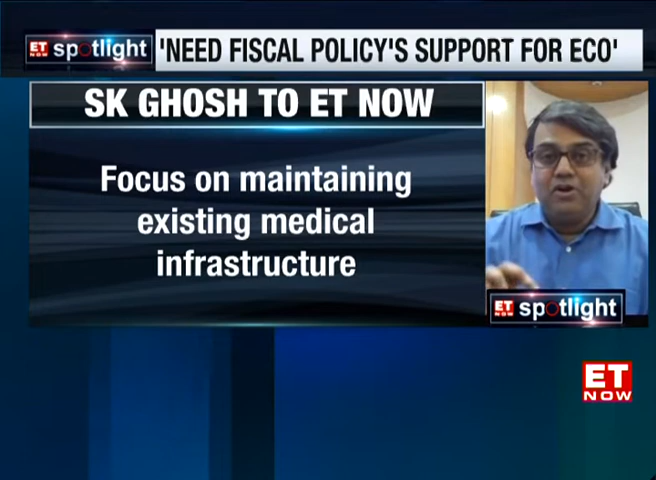 ET NOW spotlight 'NEED FISCAL POLICY'S SUPPORT FOR ECO'
SK GHOSH TO ET NOW
Focus on maintaining
existing medical
infrastructure
ET NOW spotlight
ET
NOW